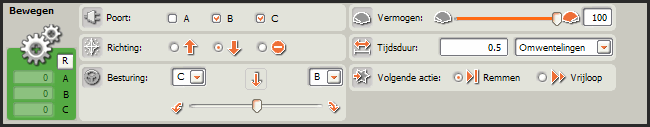 Bewegen
R
0 A
0 B
0 C
Poort: A B C
Richting:
Besturing: C B
Vermogen: 100
Tijdsduur: 0.5 Omwentelingen
Volgende actie: Remmen Vrijloop